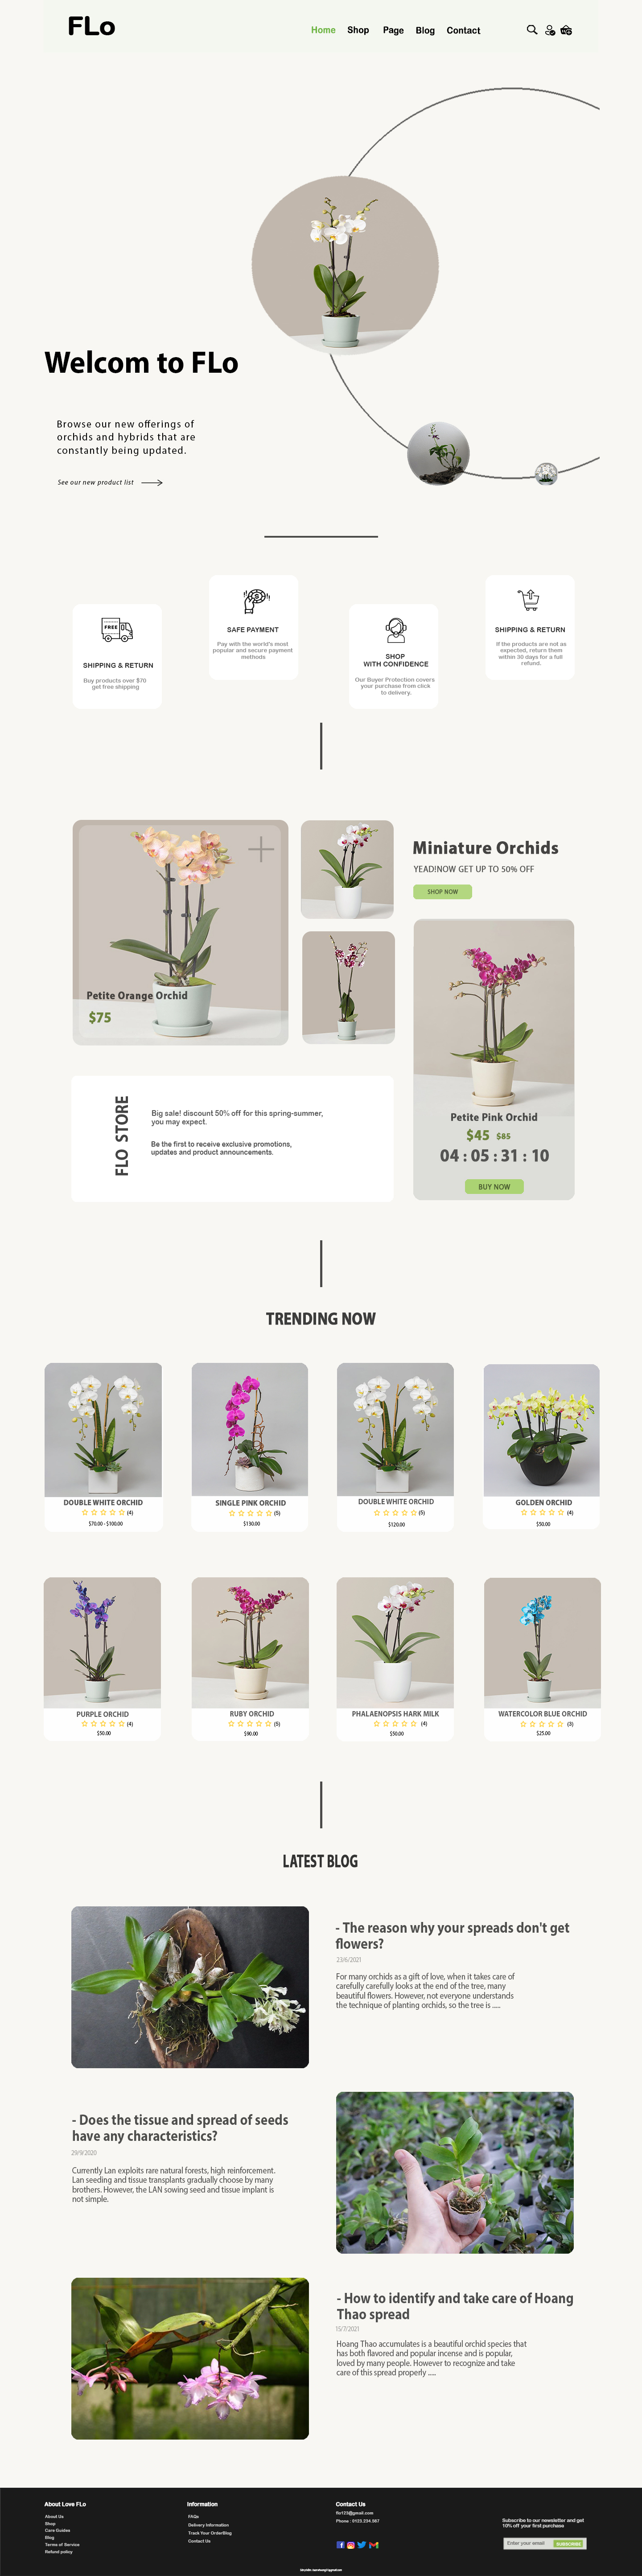 FLo
Home Shop Page Blog Contact
Welcom to FLo
Browse our new offerings of
orchids and hybrids that are
constantly being updated.
See our new product list
FREE
SHIPPING & RETURN
Buy products over $70
get free shipping
SAFE PAYMENT
Pay with the world's most
popular and secure payment
methods
SHOP
WITH CONFIDENCE
Our Buyer Protection covers
your purchase from click
to delivery.
SHIPPING & RETURN
If the products are not as
expected, return them
within 30 days for a full
refund.
Petite Orange Orchid
$75
Miniature Orchids
YEAD!NOW GET UP TO 50% OFF
SHOP NOW
Petite Pink Orchid
$45 $85
04 : 05 : 31 : 10
BUY NOW
FLO STORE
Big sale! discount 50% off for this spring-summer,
you may expect.
Be the first to receive exclusive promotions,
updates and product announcements.
TRENDING NOW
DOUBLE WHITE ORCHID
(4)
$70.00 - $100.00
SINGLE PINK ORCHID
(5)
$130.00
DOUBLE WHITE ORCHID
(5)
$120.00
GOLDEN ORCHID
(4)
$50.00
PURPLE ORCHID
(4)
$50.00
RUBY ORCHID
(5)
$90.00
PHALAENOPSIS HARK MILK
(4)
$50.00
WATERCOLOR BLUE ORCHID
(3)
$25.00
LATEST BLOG
- The reason why your spreads don't get
flowers?
23/6/2021
For many orchids as a gift of love, when it takes care of
carefully carefully looks at the end of the tree, many
beautiful flowers. However, not everyone understands
the technique of planting orchids, so the tree is .....
- Does the tissue and spread of seeds
have any characteristics?
29/9/2020
Currently Lan exploits rare natural forests, high reinforcement.
Lan seeding and tissue transplants gradually choose by many
brothers. However, the LAN sowing seed and tissue implant is
not simple.
- How to identify and take care of Hoang
Thao spread
15/7/2021
Hoang Thao accumulates is a beautiful orchid species that
has both flavored and popular incense and is popular,
loved by many people. However to recognize and take
care of this spread properly .....
About Love FLo
About Us
Shop
Care Guides
Blog
Terms of Service
Refund policy
Information
FAQs
Delivery Information
Track Your OrderBlog
Contact Us
Contact Us
flo123@gmail.com
Phone : 0123.234.567
Subscribe to our newsletter and get
10% off your first purchase
Enter your email
SUBSCRIBE